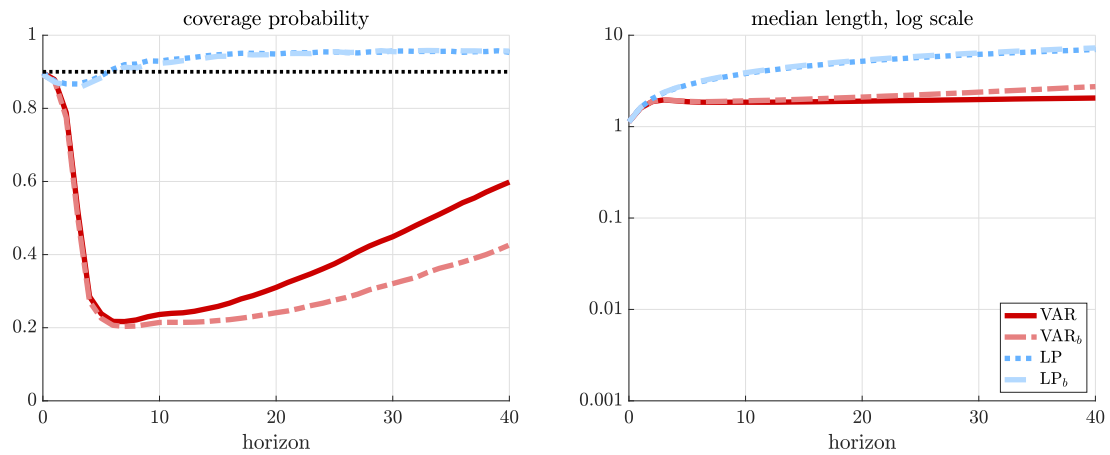 coverage probability
1
0.8
0.6
0.4
0.2
0
0
10
20
30
40
horizon
median length, log scale
10
1
0.1
0.01
0.001
0
10
20
30
40
horizon
VAR
VAR_b
LP
LP_b